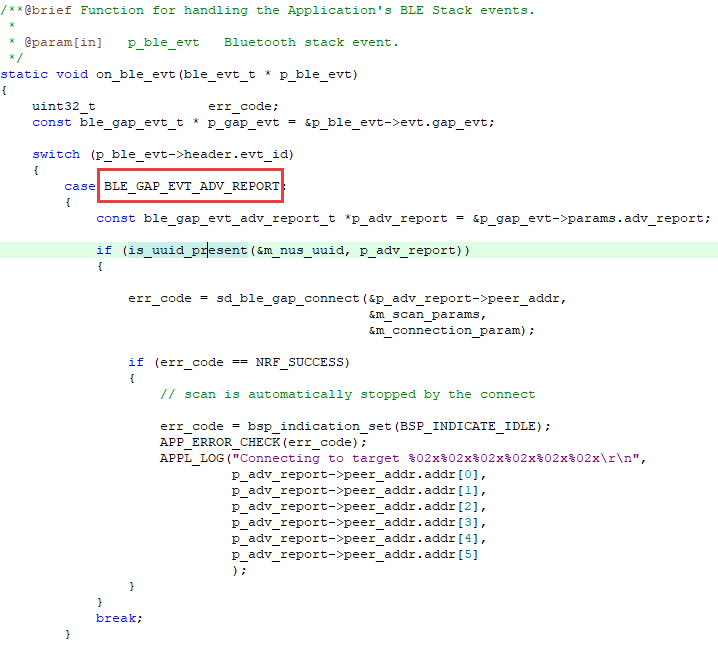 /**@brief Function for handling the Application's BLE Stack events.
 *
 * @param[in]   p_ble_evt   Bluetooth stack event.
 */
static void on_ble_evt(ble_evt_t * p_ble_evt)
{
    uint32_t              err_code;
    const ble_gap_evt_t * p_gap_evt = &p_ble_evt->evt.gap_evt;

    switch (p_ble_evt->header.evt_id)
    {
        case BLE_GAP_EVT_ADV_REPORT:
        {
            const ble_gap_evt_adv_report_t *p_adv_report = &p_gap_evt->params.adv_report;

            if (is_uuid_present(&m_nus_uuid, p_adv_report))
            {

                err_code = sd_ble_gap_connect(&p_adv_report->peer_addr,
                                              &m_scan_params,
                                              &m_connection_param);

                if (err_code == NRF_SUCCESS)
                {
                    // scan is automatically stopped by the connect

                    err_code = bsp_indication_set(BSP_INDICATE_IDLE);
                    APP_ERROR_CHECK(err_code);
                    APPL_LOG("Connecting to target %02x%02x%02x%02x%02x%02x\r\n",
                             p_adv_report->peer_addr.addr[0],
                             p_adv_report->peer_addr.addr[1],
                             p_adv_report->peer_addr.addr[2],
                             p_adv_report->peer_addr.addr[3],
                             p_adv_report->peer_addr.addr[4],
                             p_adv_report->peer_addr.addr[5]
                             );
                }
            }
            break;
        }